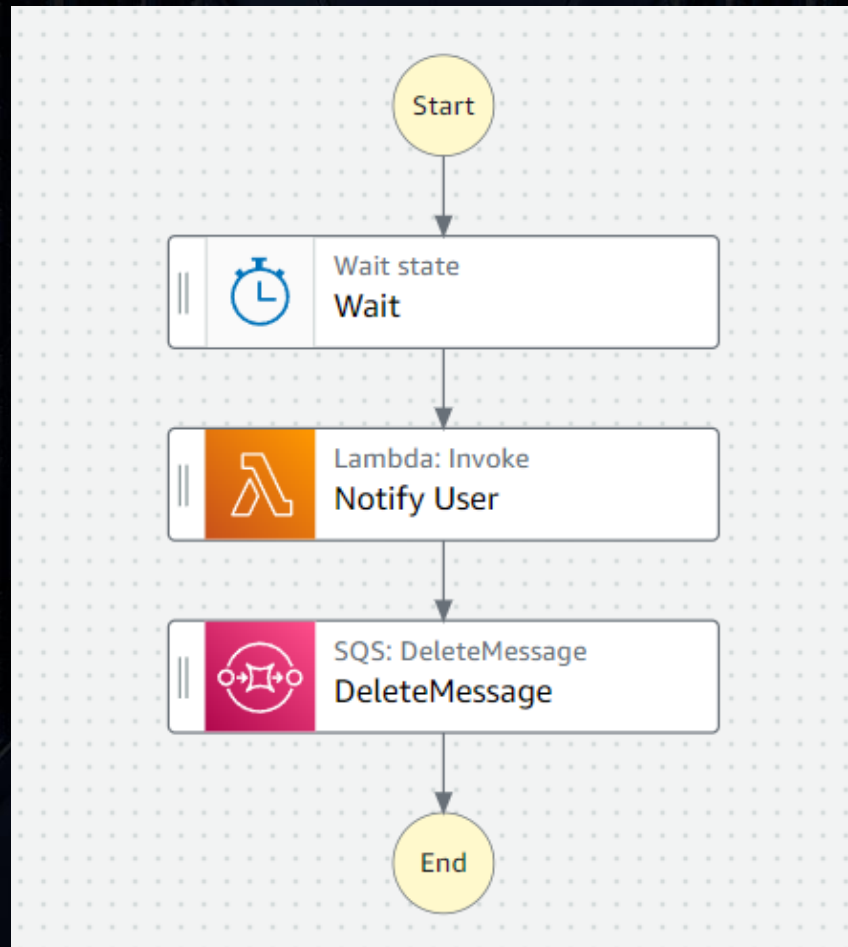 Start
Wait state
Wait
Lambda: Invoke
Notify User
SQS: DeleteMessage
DeleteMessage
End